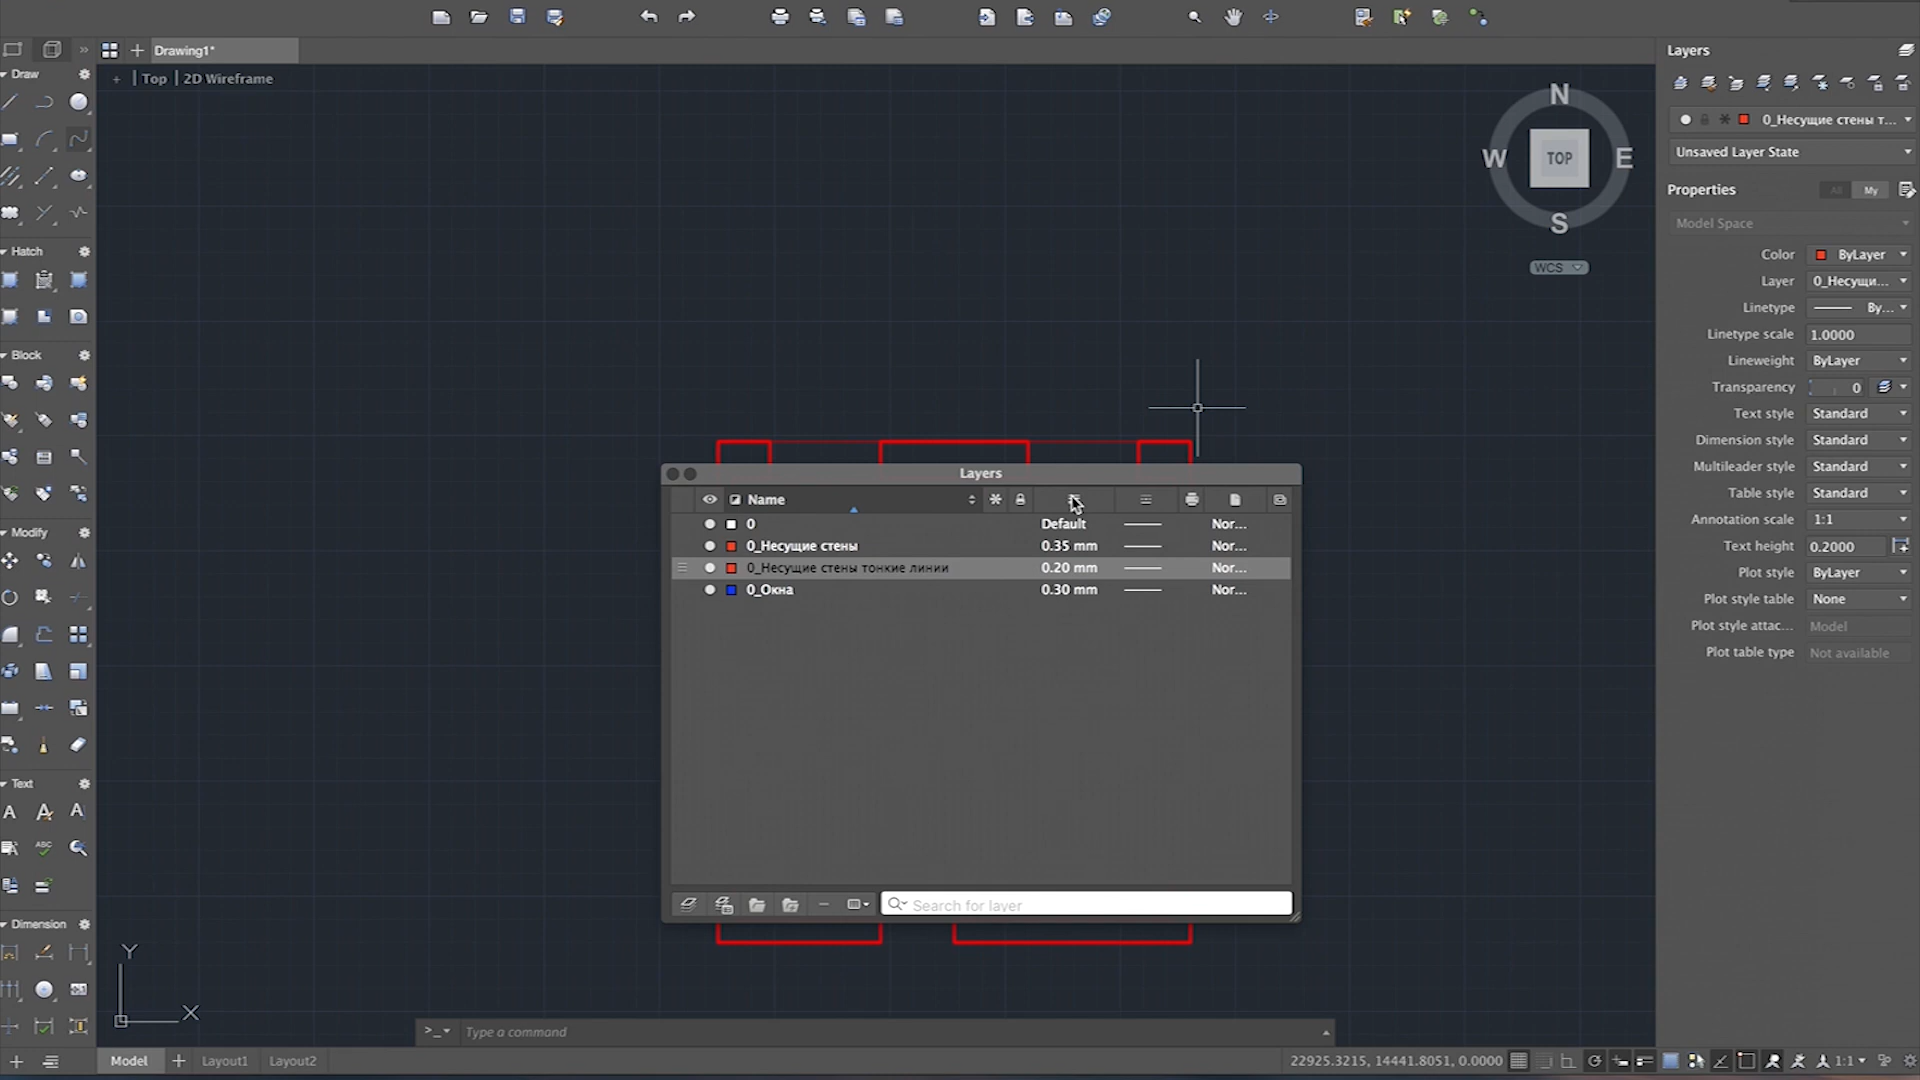 Drawing1*
+ | Top | 2D Wireframe
Draw
Hatch
Block
Modify
Text
A A A
ABC
Dimension
N
W TOP E
S
WCS
Y
X
Layers
Name
0 Default Nor...
0_Несущие стены 0.35 mm Nor...
0_Несущие стены тонкие линии 0.20 mm Nor...
0_Окна 0.30 mm Nor...
Search for layer
>_ Type a command
Model + Layout1 Layout2
22925.3215, 14441.8051, 0.0000
1:1
Layers
0_Несущие стены т...
Unsaved Layer State
Properties All My
Model Space
Color ByLayer
Layer 0_Несущи...
Linetype By...
Linetype scale 1.0000
Lineweight ByLayer
Transparency 0
Text style Standard
Dimension style Standard
Multileader style Standard
Table style Standard
Annotation scale 1:1
Text height 0.2000
Plot style ByLayer
Plot style table None
Plot style attac... Model
Plot table type Not available